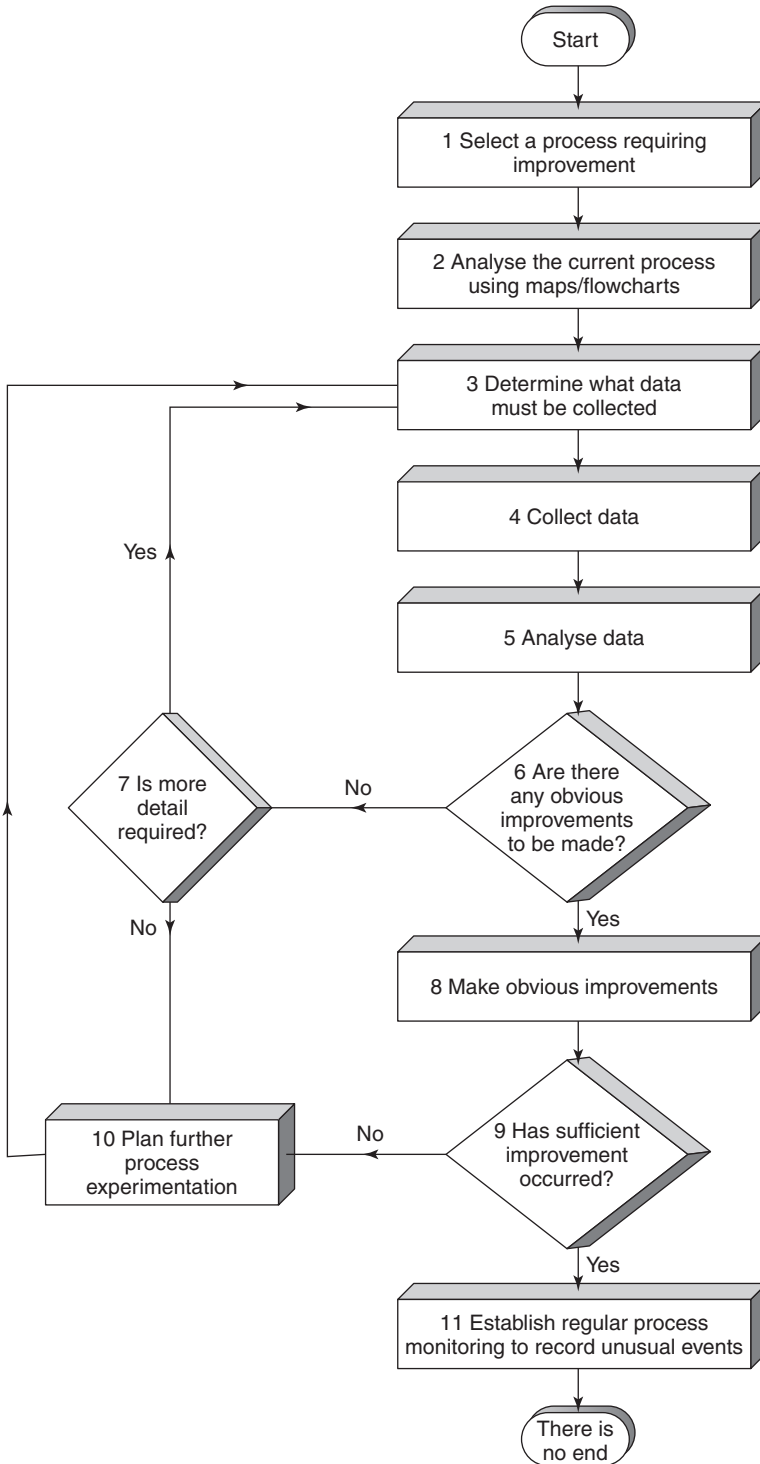 Start
1 Select a process requiring
improvement
2 Analyse the current process
using maps/flowcharts
3 Determine what data
must be collected
4 Collect data
Yes
5 Analyse data
7 Is more
detail
required?
No
6 Are there
any obvious
improvements
to be made?
No
Yes
8 Make obvious improvements
10 Plan further
process
experimentation
No
9 Has sufficient
improvement
occurred?
Yes
11 Establish regular process
monitoring to record unusual events
There is
no end